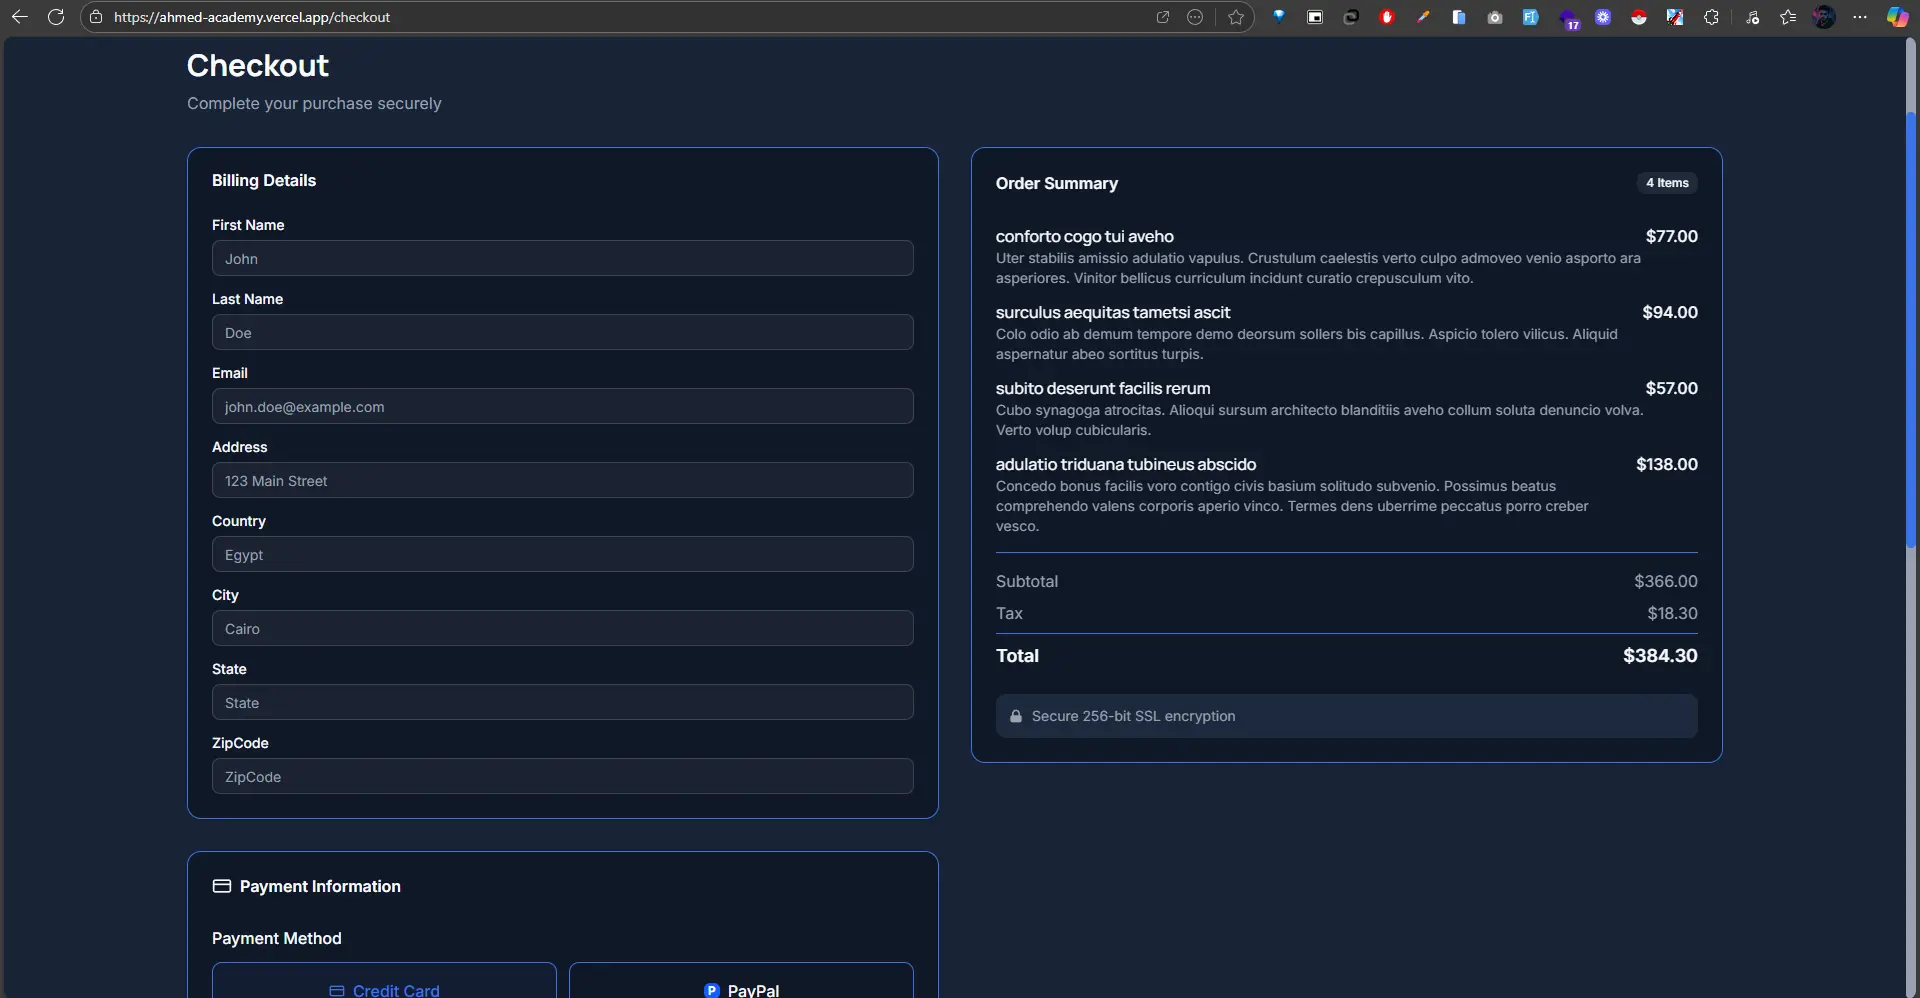 https://ahmed-academy.vercel.app/checkout
17
Checkout
Complete your purchase securely
Billing Details
First Name
John
Last Name
Doe
Email
john.doe@example.com
Address
123 Main Street
Country
Egypt
City
Cairo
State
State
ZipCode
ZipCode
Payment Information
Payment Method
Credit Card
P PayPal
Order Summary
4 Items
conforto cogo tui aveho $77.00
Uter stabilis amissio adulatio vapulus. Crustulum caelestis verto culpo admoveo venio asporto ara
asperiores. Vinitor bellicus curriculum incidunt curatio crepusculum vito.
surculus aequitas tametsi ascit $94.00
Colo odio ab demum tempore demo deorsum sollers bis capillus. Aspicio tolero vilicus. Aliquid
aspernatur abeo sortitus turpis.
subito deserunt facilis rerum $57.00
Cubo synagoga atrocitas. Alioqui sursum architecto blanditiis aveho collum soluta denuncio volva.
Verto volup cubicularis.
adulatio triduana tubineus abscido $138.00
Concedo bonus facilis voro contigo civis basium solitudo subvenio. Possimus beatus
comprehendo valens corporis aperio vinco. Termes dens uberrime peccatus porro creber
vesco.
Subtotal $366.00
Tax $18.30
Total $384.30
Secure 256-bit SSL encryption